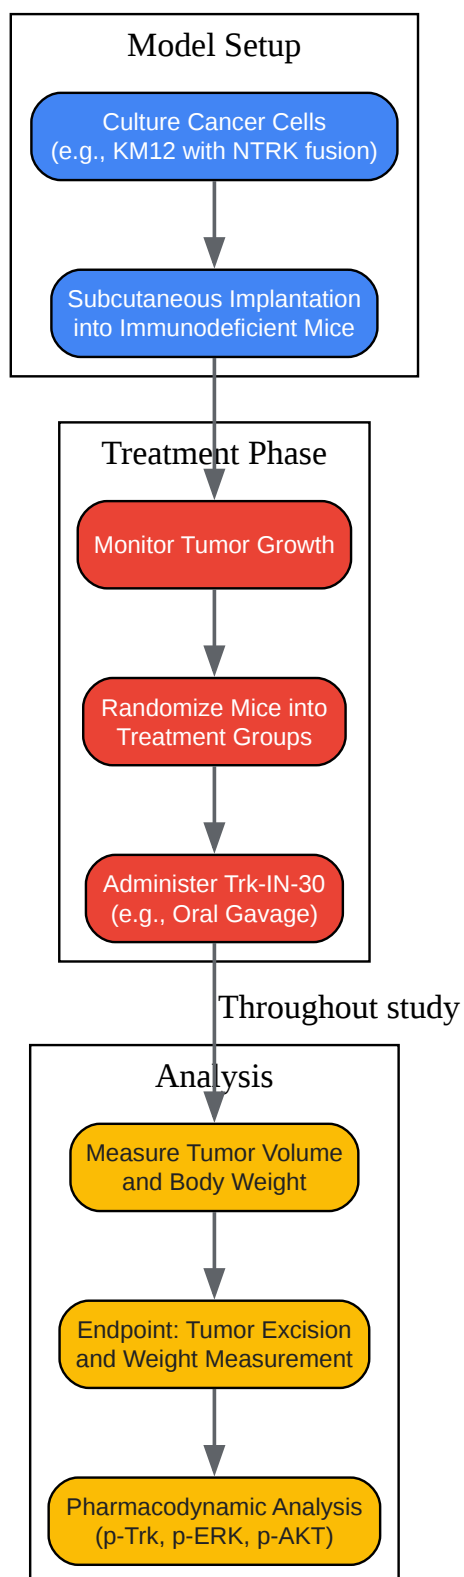 Model Setup
Culture Cancer Cells
(e.g., KM12 with NTRK fusion)
Subcutaneous Implantation
into Immunodeficient Mice
Treatment Phase
Monitor Tumor Growth
Randomize Mice into
Treatment Groups
Administer Trk-IN-30
(e.g., Oral Gavage)
Throughout study
Analysis
Measure Tumor Volume
and Body Weight
Endpoint: Tumor Excision
and Weight Measurement
Pharmacodynamic Analysis
(p-Trk, p-ERK, p-AKT)